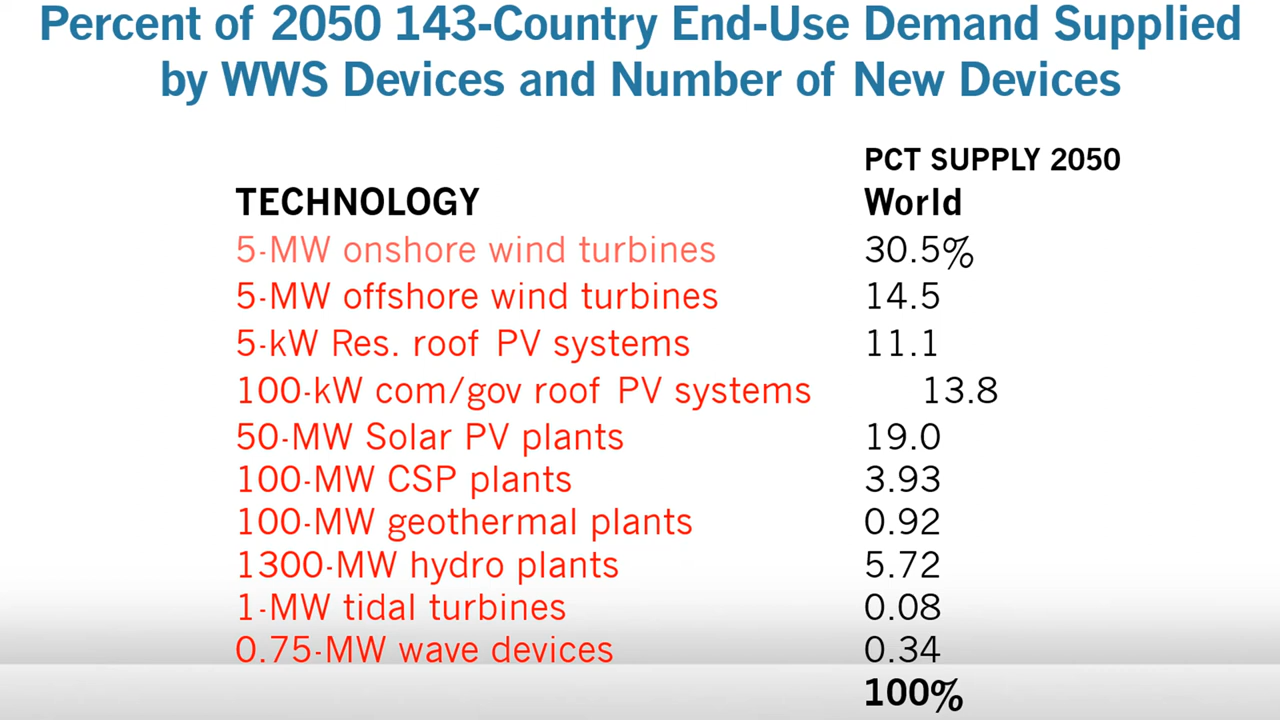 Percent of 2050 143-Country End-Use Demand Supplied
by WWS Devices and Number of New Devices
PCT SUPPLY 2050
TECHNOLOGY World
5-MW onshore wind turbines 30.5%
5-MW offshore wind turbines 14.5
5-kW Res. roof PV systems 11.1
100-kW com/gov roof PV systems 13.8
50-MW Solar PV plants 19.0
100-MW CSP plants 3.93
100-MW geothermal plants 0.92
1300-MW hydro plants 5.72
1-MW tidal turbines 0.08
0.75-MW wave devices 0.34
100%